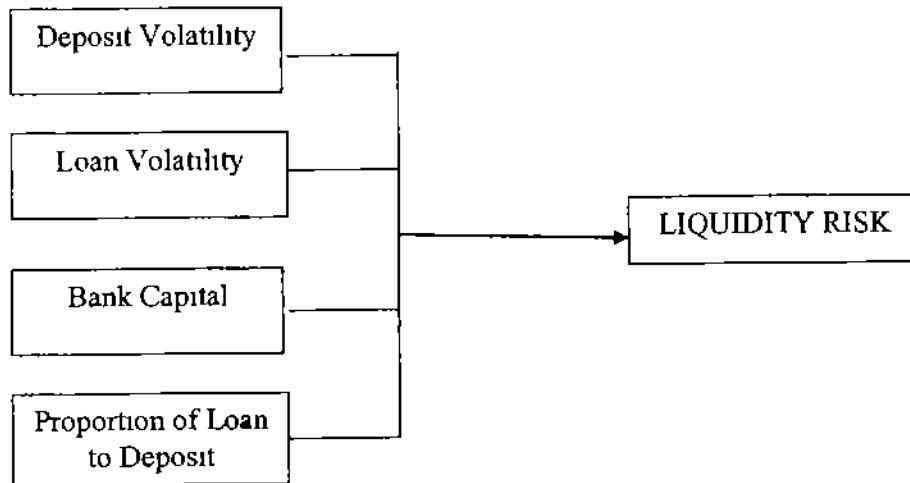 Deposit Volatility
Loan Volatility
Bank Capital
LIQUIDITY RISK
Proportion of Loan
to Deposit